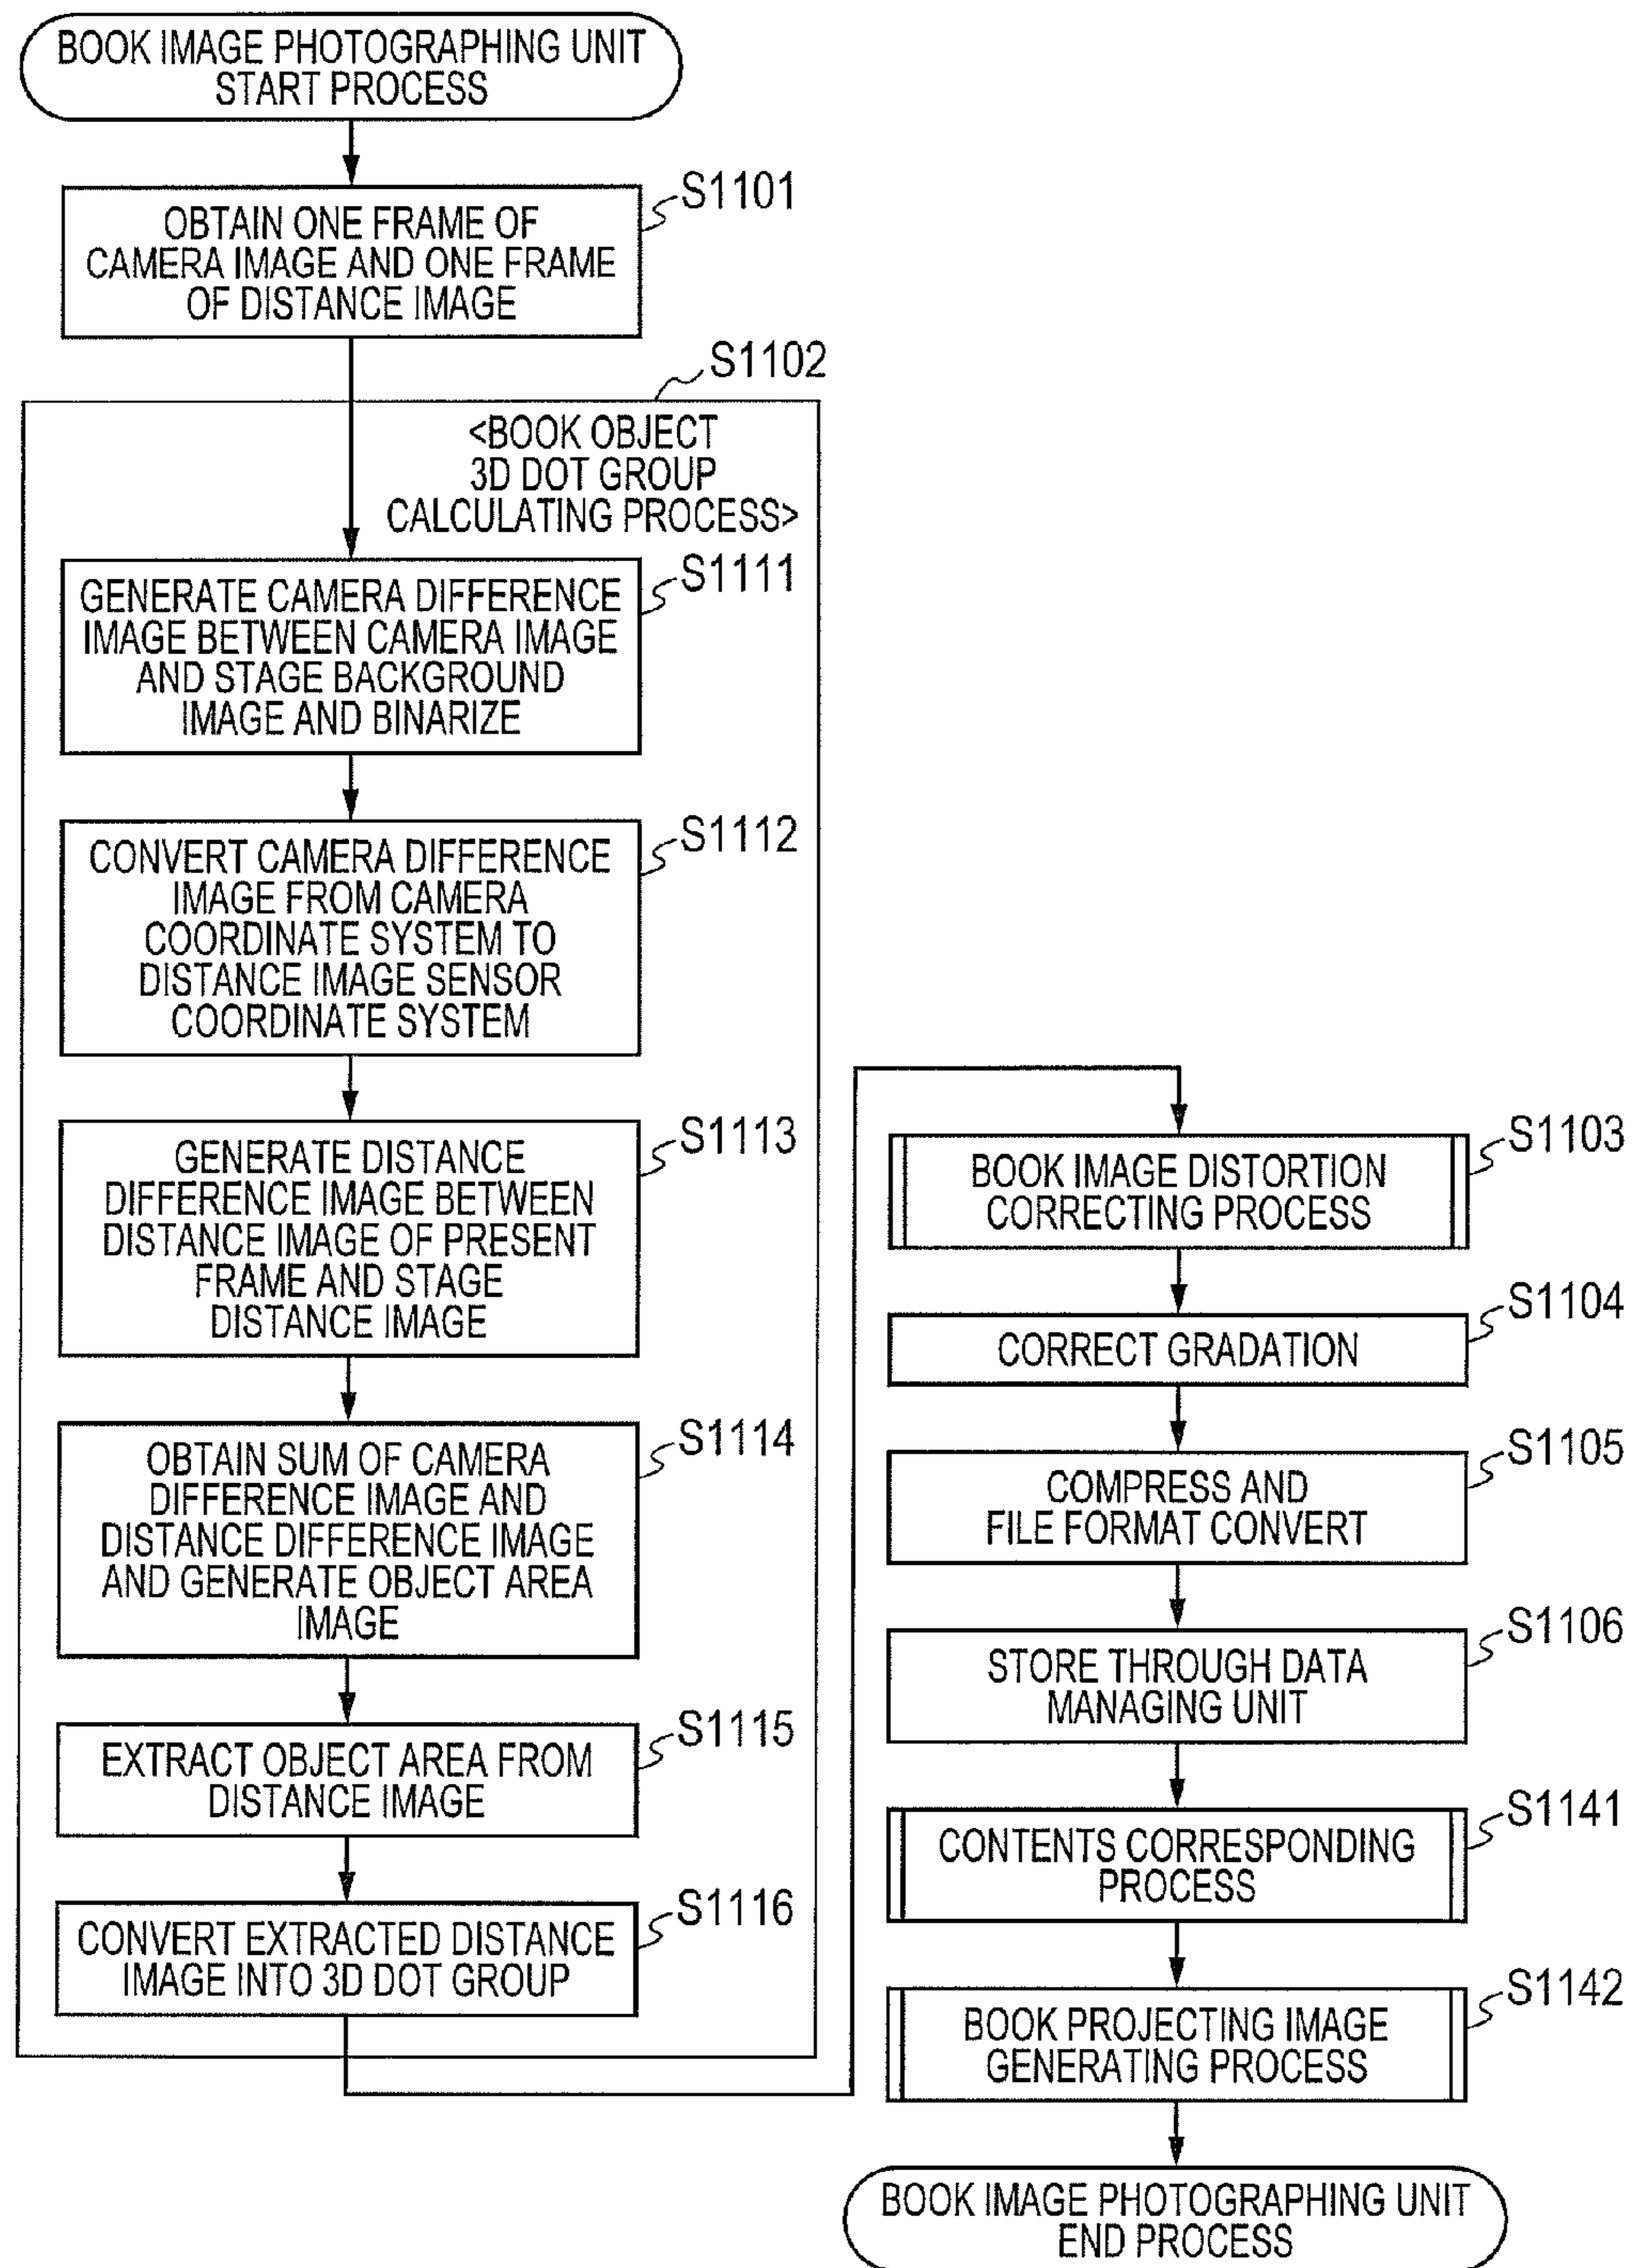 BOOK IMAGE PHOTOGRAPHING UNIT
START PROCESS
S1101
OBTAIN ONE FRAME OF
CAMERA IMAGE AND ONE FRAME
OF DISTANCE IMAGE
S1102
<BOOK OBJECT
3D DOT GROUP
CALCULATING PROCESS>
S1111
GENERATE CAMERA DIFFERENCE
IMAGE BETWEEN CAMERA IMAGE
AND STAGE BACKGROUND
IMAGE AND BINARIZE
S1112
CONVERT CAMERA DIFFERENCE
IMAGE FROM CAMERA
COORDINATE SYSTEM TO
DISTANCE IMAGE SENSOR
COORDINATE SYSTEM
S1113
GENERATE DISTANCE
DIFFERENCE IMAGE BETWEEN
DISTANCE IMAGE OF PRESENT
FRAME AND STAGE
DISTANCE IMAGE
S1114
OBTAIN SUM OF CAMERA
DIFFERENCE IMAGE AND
DISTANCE DIFFERENCE IMAGE
AND GENERATE OBJECT AREA
IMAGE
S1115
EXTRACT OBJECT AREA FROM
DISTANCE IMAGE
S1116
CONVERT EXTRACTED DISTANCE
IMAGE INTO 3D DOT GROUP
S1103
BOOK IMAGE DISTORTION
CORRECTING PROCESS
S1104
CORRECT GRADATION
S1105
COMPRESS AND
FILE FORMAT CONVERT
S1106
STORE THROUGH DATA
MANAGING UNIT
S1141
CONTENTS CORRESPONDING
PROCESS
S1142
BOOK PROJECTING IMAGE
GENERATING PROCESS
BOOK IMAGE PHOTOGRAPHING UNIT
END PROCESS